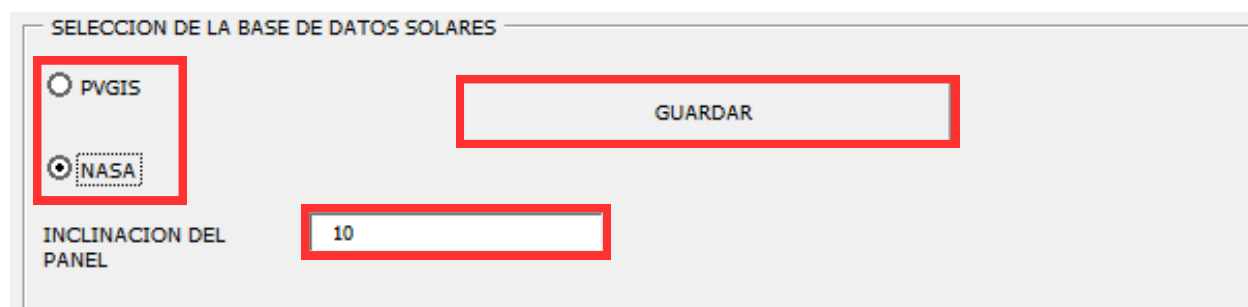 SELECCION DE LA BASE DE DATOS SOLARES
PVGIS
GUARDAR
NASA
INCLINACION DEL
PANEL
10